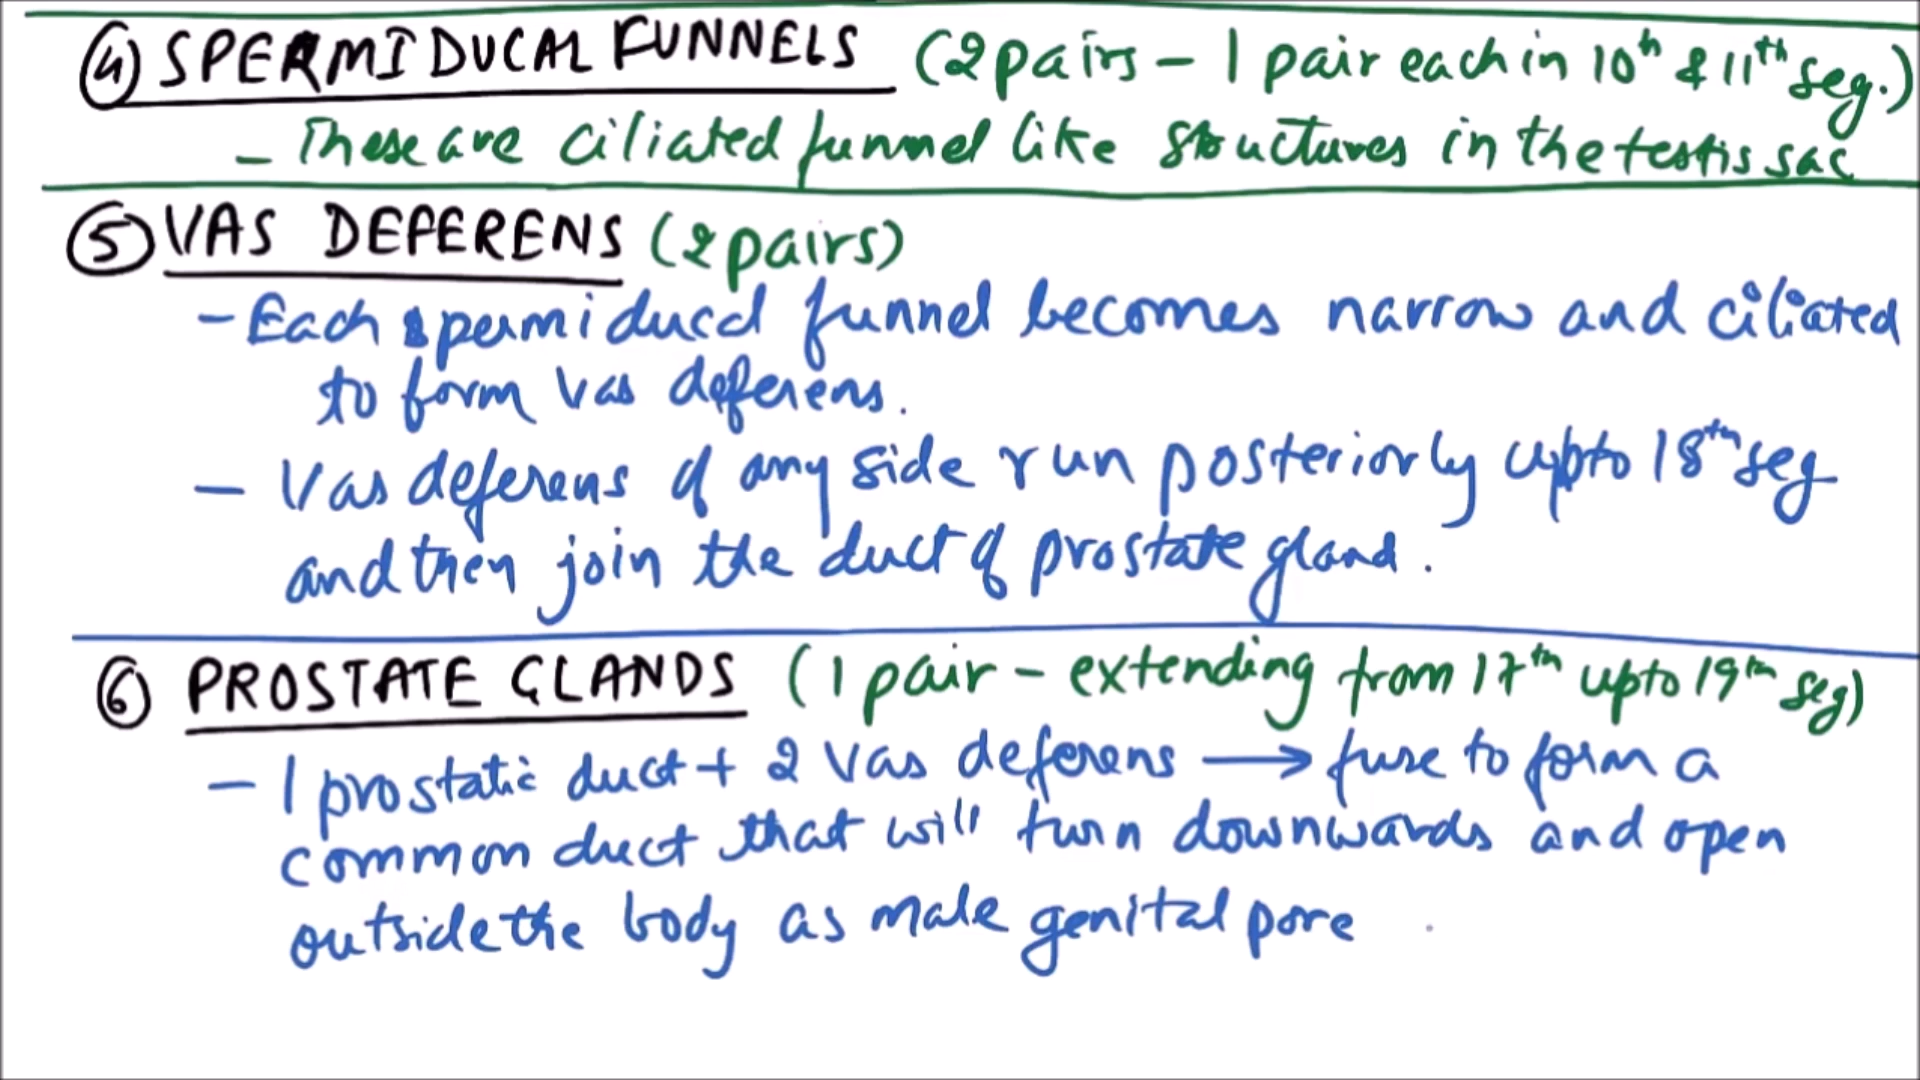 ④ SPERMIDUCAL FUNNELS (2 pairs – 1 pair each in 10th & 11th seg.)
– These are ciliated funnel like structures in the testis sac
⑤ VAS DEFERENS (2 pairs)
– Each spermiducal funnel becomes narrow and ciliated
to form vas deferens.
– Vas deferens of any side run posteriorly upto 18th seg
and then join the duct of prostate gland.
⑥ PROSTATE GLANDS (1 pair – extending from 17th upto 19th seg)
– 1 prostatic duct + 2 vas deferens ⟶ fuse to form a
common duct that will turn downwards and open
outside the body as male genital pore